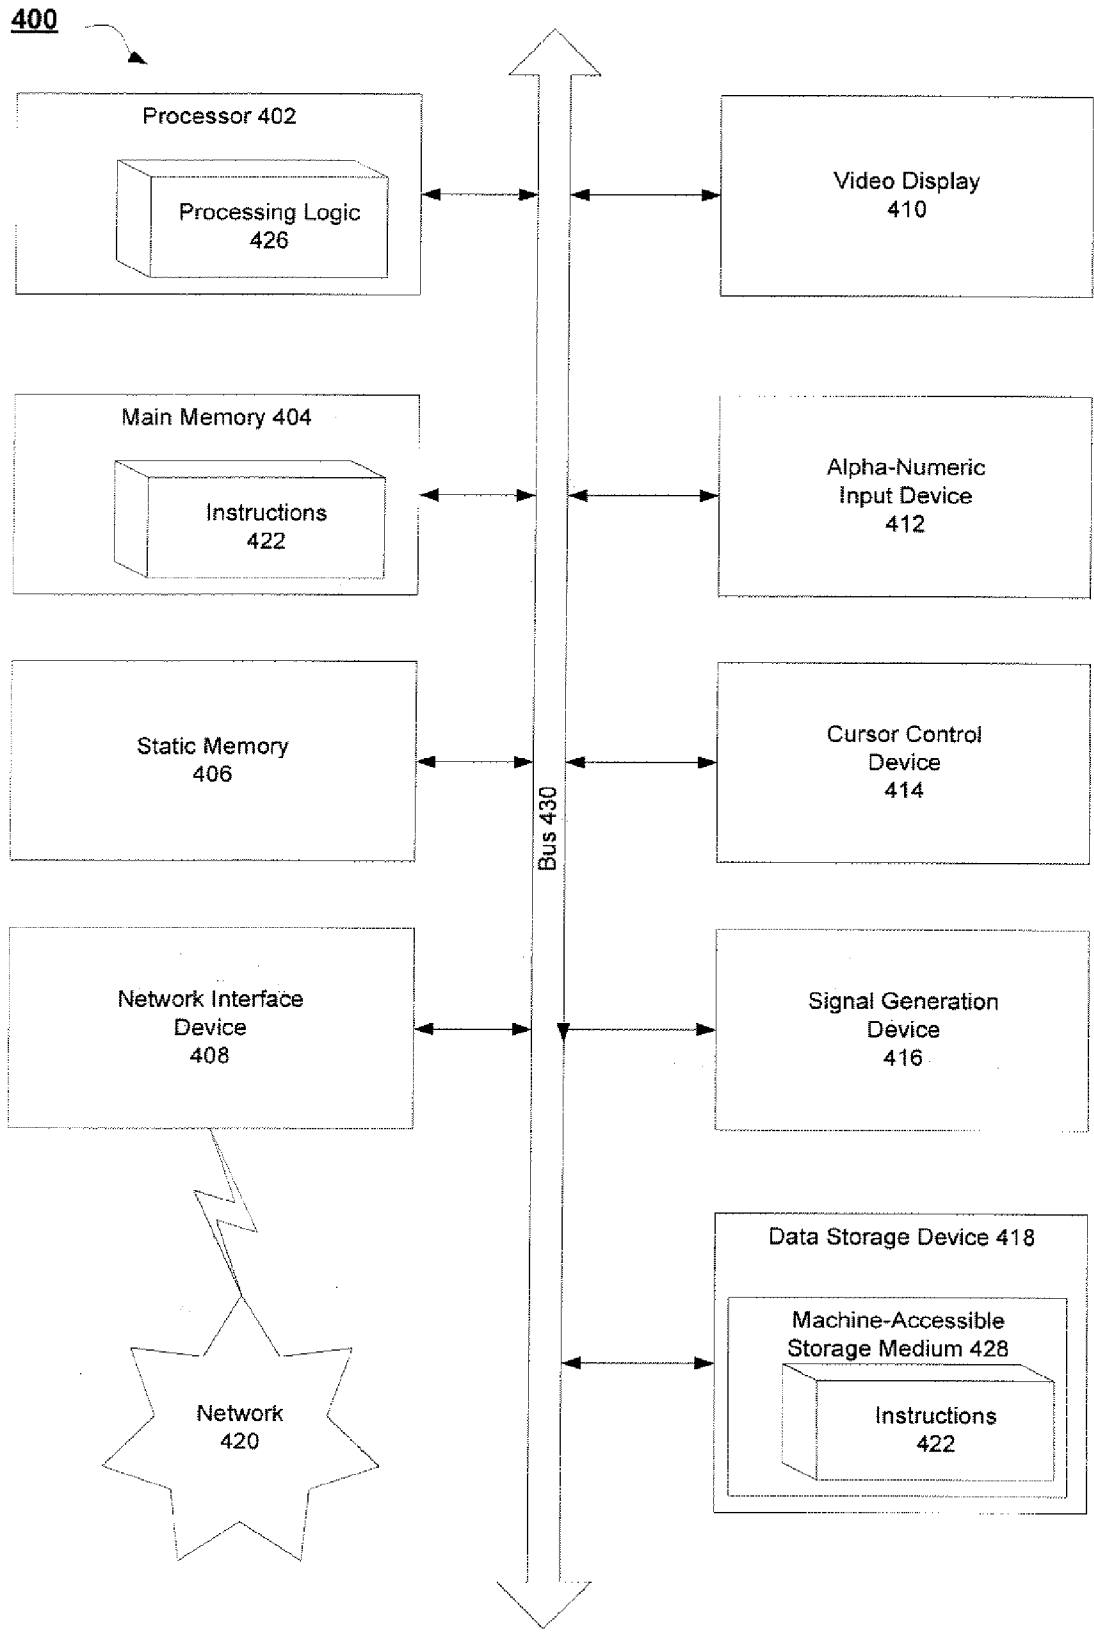 400
Processor 402
Processing Logic
426
Video Display
410
Main Memory 404
Instructions
422
Alpha-Numeric
Input Device
412
Static Memory
406
Cursor Control
Device
414
Bus 430
Network Interface
Device
408
Signal Generation
Device
416
Data Storage Device 418
Machine-Accessible
Storage Medium 428
Instructions
422
Network
420